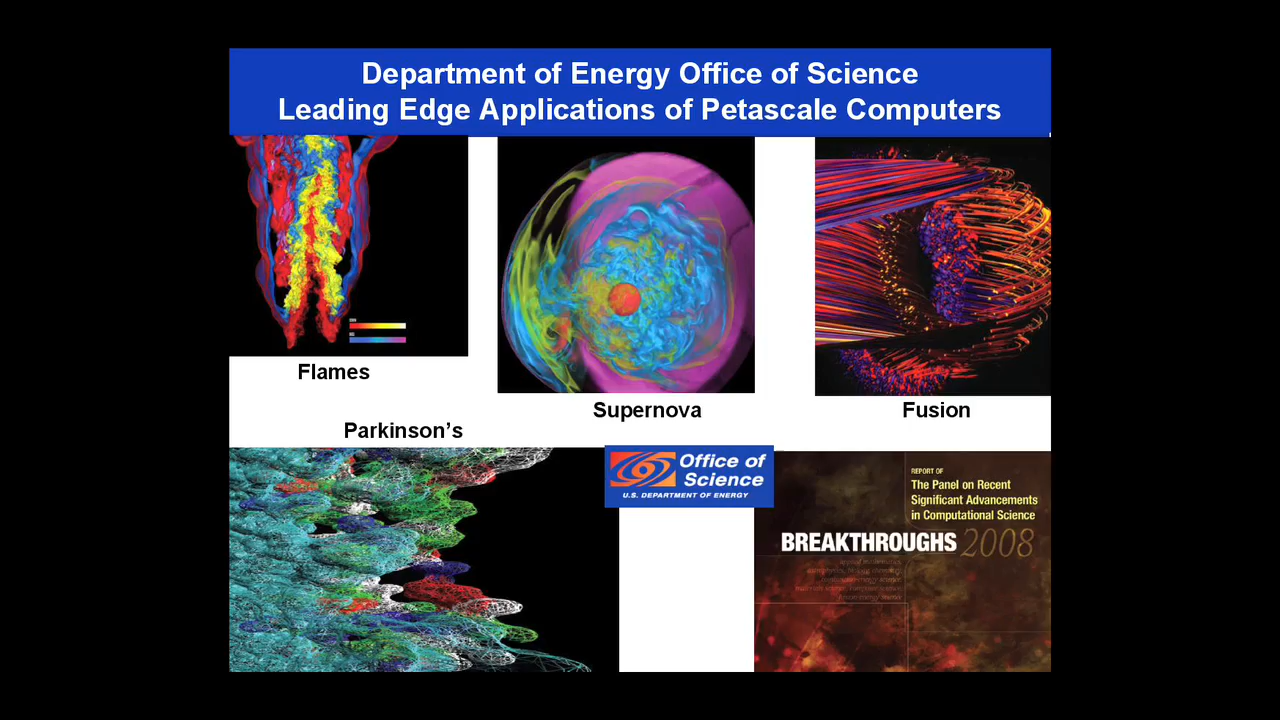 Department of Energy Office of Science
Leading Edge Applications of Petascale Computers
Flames
Supernova
Fusion
Parkinson's
Office of
Science
U.S. DEPARTMENT OF ENERGY
REPORT OF
The Panel on Recent
Significant Advancements
in Computational Science
BREAKTHROUGHS 2008